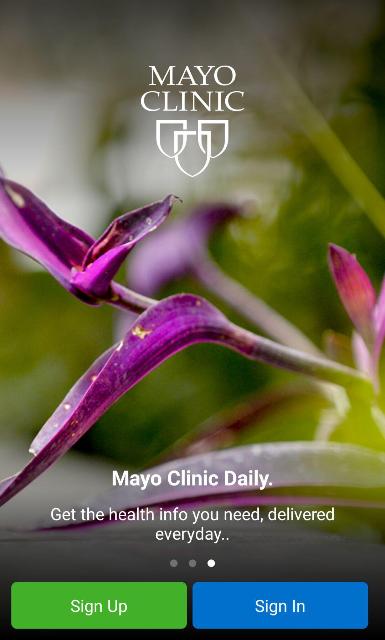 MAYO
CLINIC
Mayo Clinic Daily.
Get the health info you need, delivered
everyday..
Sign Up
Sign In